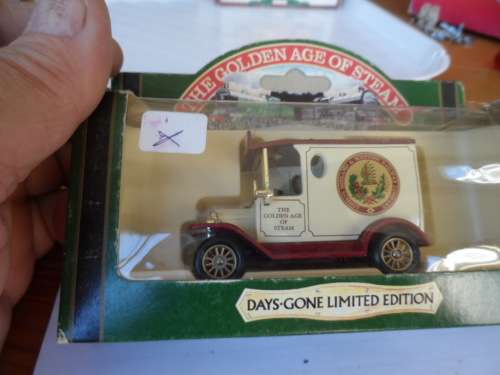 THE GOLDEN AGE OF STEAM
THE
GOLDEN AGE
OF
STEAM
DAYS-GONE LIMITED EDITION